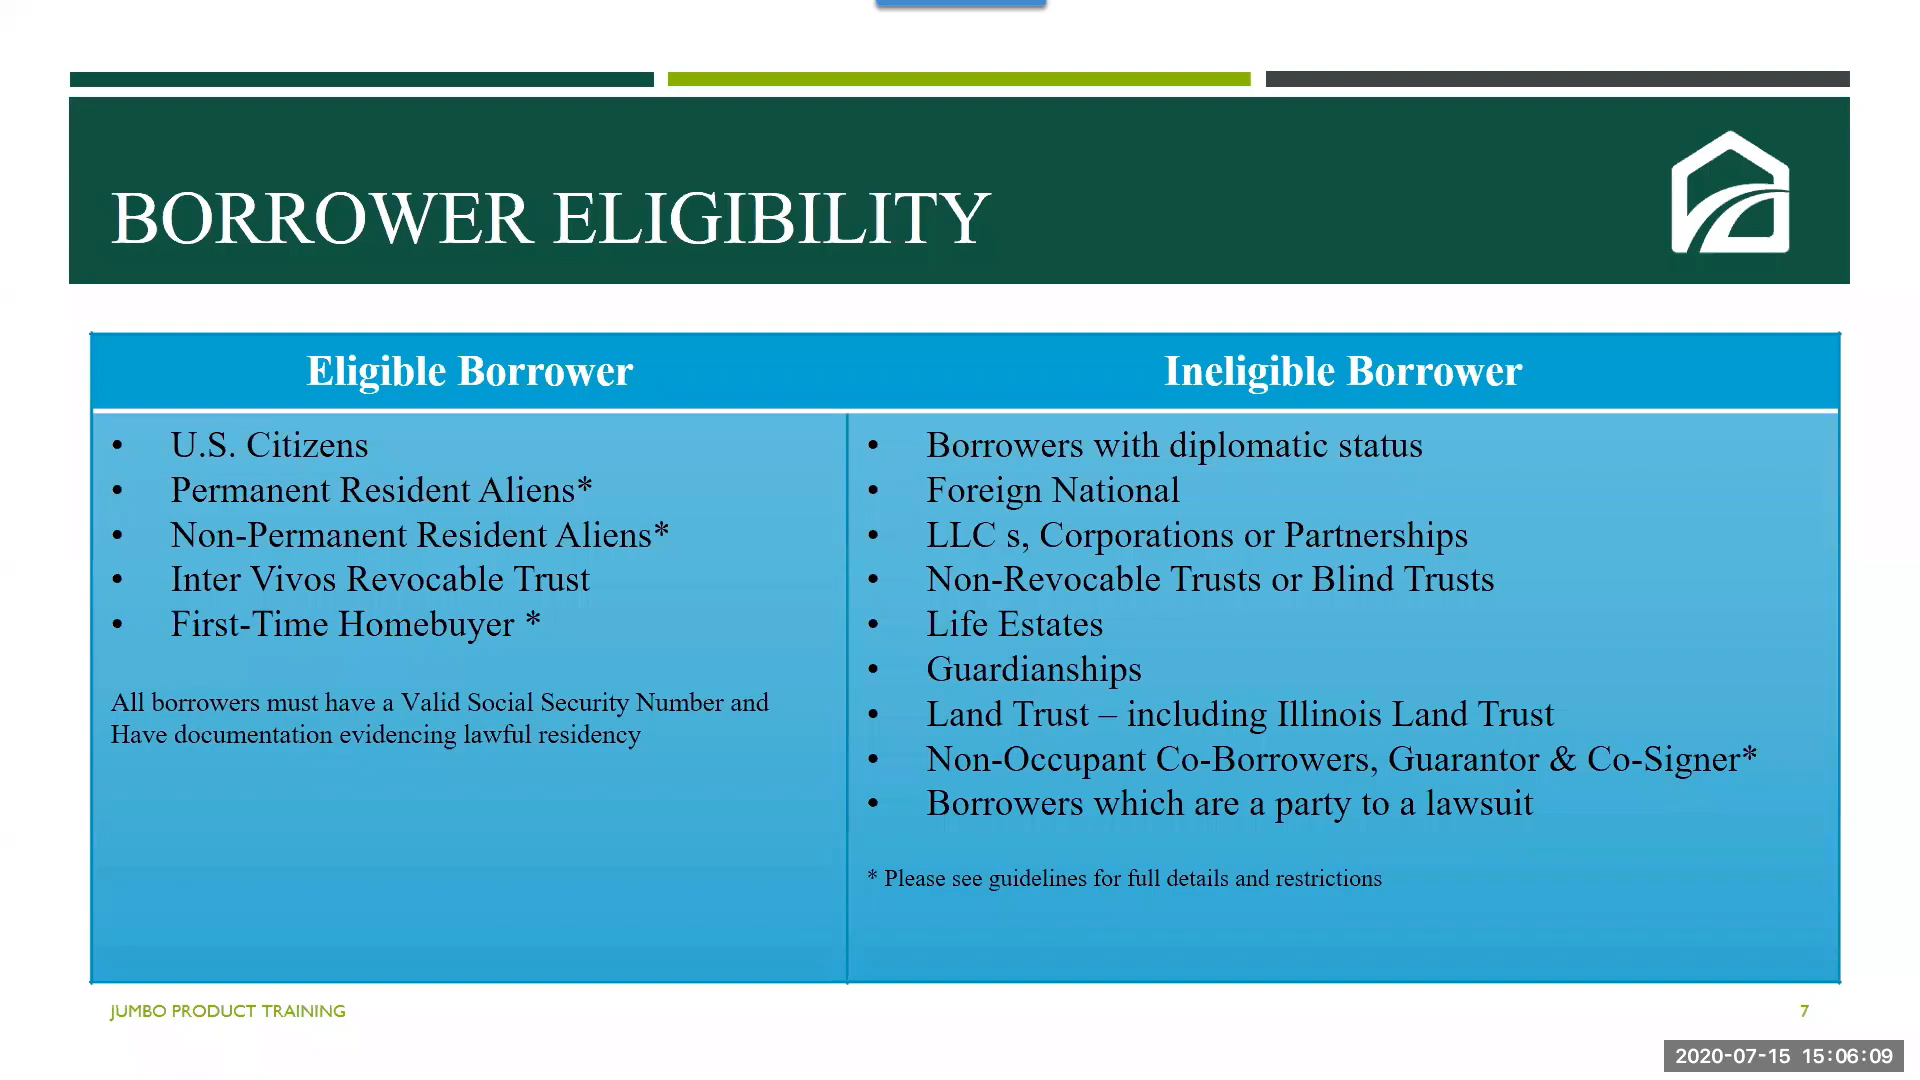 BORROWER ELIGIBILITY
Eligible Borrower
• U.S. Citizens
• Permanent Resident Aliens*
• Non-Permanent Resident Aliens*
• Inter Vivos Revocable Trust
• First-Time Homebuyer *
All borrowers must have a Valid Social Security Number and
Have documentation evidencing lawful residency
Ineligible Borrower
• Borrowers with diplomatic status
• Foreign National
• LLC s, Corporations or Partnerships
• Non-Revocable Trusts or Blind Trusts
• Life Estates
• Guardianships
• Land Trust – including Illinois Land Trust
• Non-Occupant Co-Borrowers, Guarantor & Co-Signer*
• Borrowers which are a party to a lawsuit
* Please see guidelines for full details and restrictions
JUMBO PRODUCT TRAINING
7
2020-07-15 15:06:09